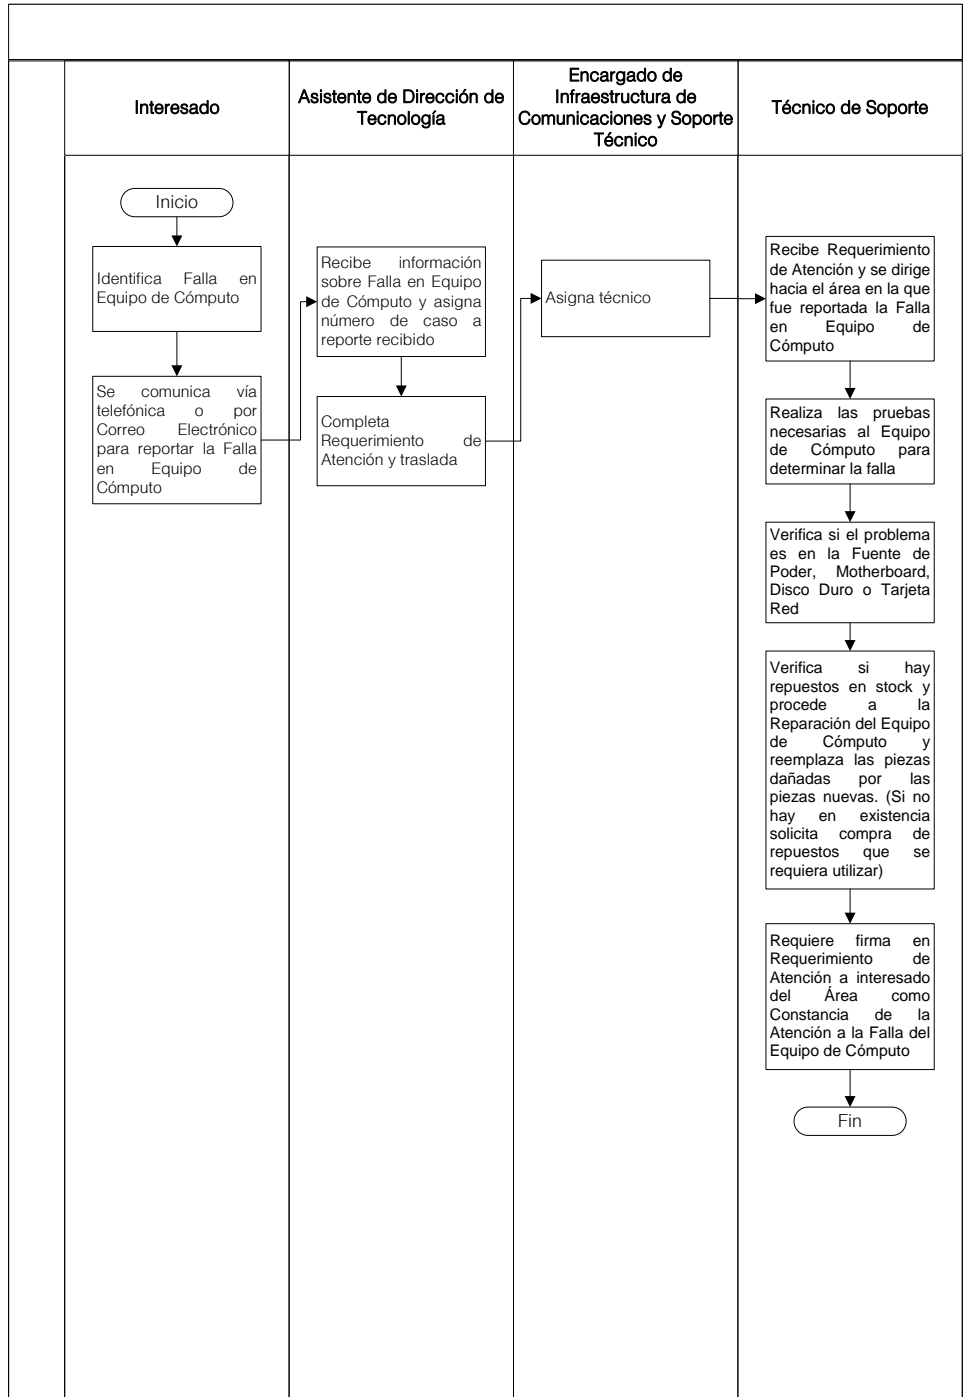 Interesado
Asistente de Dirección de
Tecnología
Encargado de
Infraestructura de
Comunicaciones y Soporte
Técnico
Técnico de Soporte
Inicio
Identifica Falla en
Equipo de Cómputo
Se comunica vía
telefónica o por
Correo Electrónico
para reportar la Falla
en Equipo de
Cómputo
Recibe información
sobre Falla en Equipo
de Cómputo y asigna
número de caso a
reporte recibido
Completa
Requerimiento de
Atención y traslada
Asigna técnico
Recibe Requerimiento
de Atención y se dirige
hacia el área en la que
fue reportada la Falla
en Equipo de
Cómputo
Realiza las pruebas
necesarias al Equipo
de Cómputo para
determinar la falla
Verifica si el problema
es en la Fuente de
Poder, Motherboard,
Disco Duro o Tarjeta
Red
Verifica si hay
repuestos en stock y
procede a la
Reparación del Equipo
de Cómputo y
reemplaza las piezas
dañadas por las
piezas nuevas. (Si no
hay en existencia
solicita compra de
repuestos que se
requiera utilizar)
Requiere firma en
Requerimiento de
Atención a interesado
del Área como
Constancia de la
Atención a la Falla del
Equipo de Cómputo
Fin